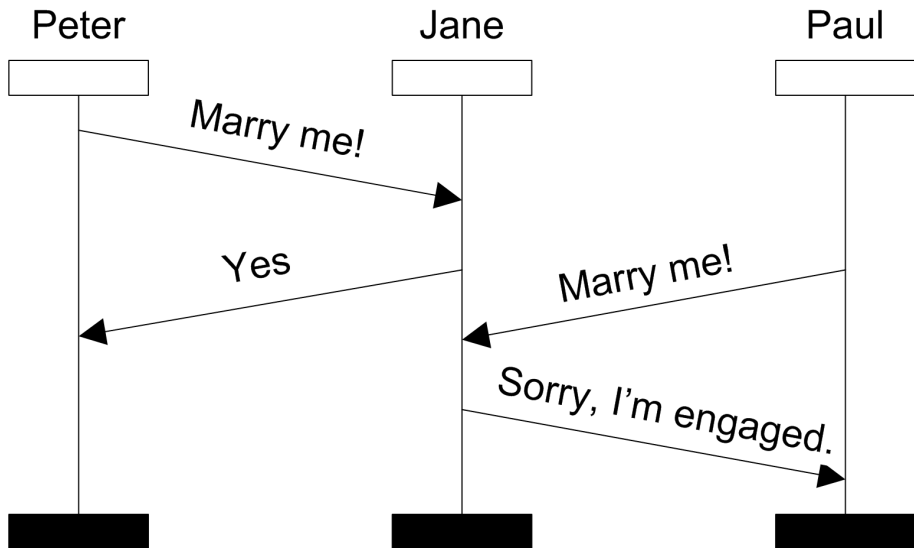 Peter
Jane
Paul
Marry me!
Yes
Marry me!
Sorry, I’m engaged.